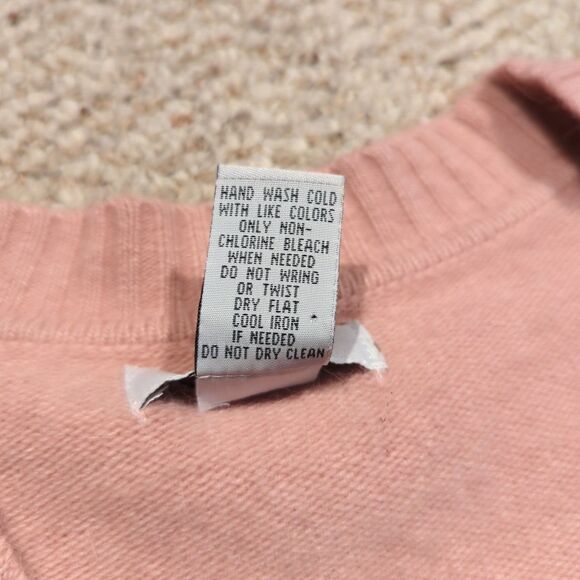 HAND WASH COLD
WITH LIKE COLORS
ONLY NON-
CHLORINE BLEACH
WHEN NEEDED
DO NOT WRING
OR TWIST
DRY FLAT
COOL IRON
IF NEEDED
DO NOT DRY CLEAN